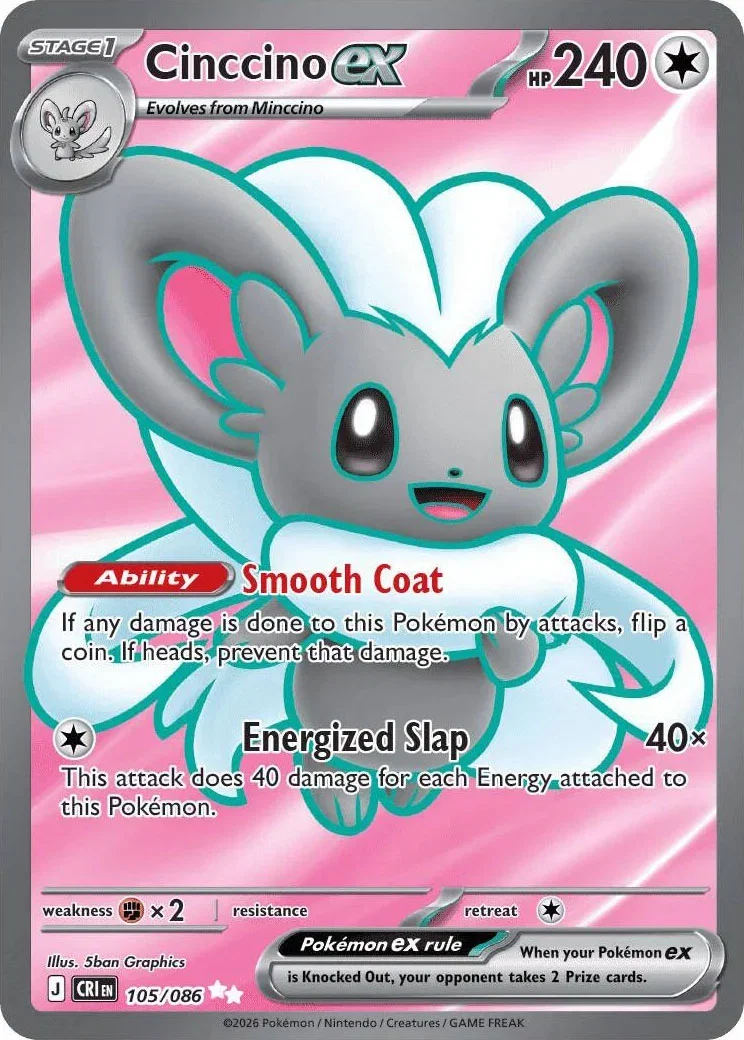 STAGE1
Cinccino ex
HP 240
Evolves from Minccino
Ability Smooth Coat
If any damage is done to this Pokémon by attacks, flip a
coin. If heads, prevent that damage.
Energized Slap 40×
This attack does 40 damage for each Energy attached to
this Pokémon.
weakness ×2 resistance retreat
Pokémon ex rule
When your Pokémon ex
is Knocked Out, your opponent takes 2 Prize cards.
Illus. 5ban Graphics
J CRI EN 105/086
©2026 Pokémon / Nintendo / Creatures / GAME FREAK